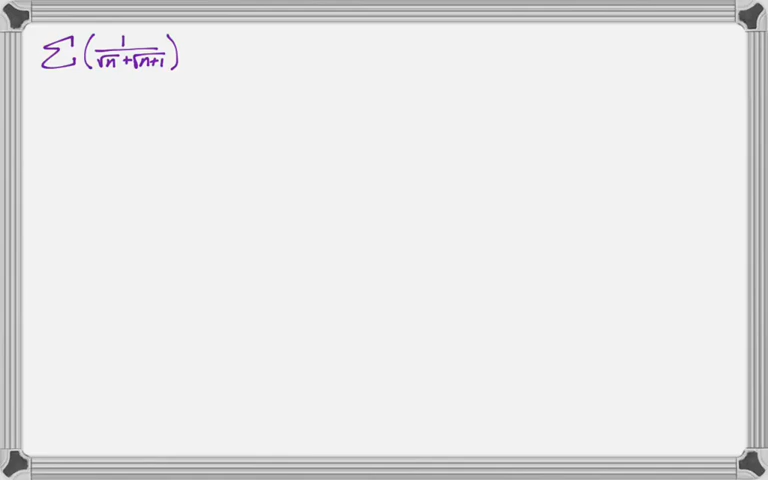 ∑ ( 1 / (√n + √n+1) )